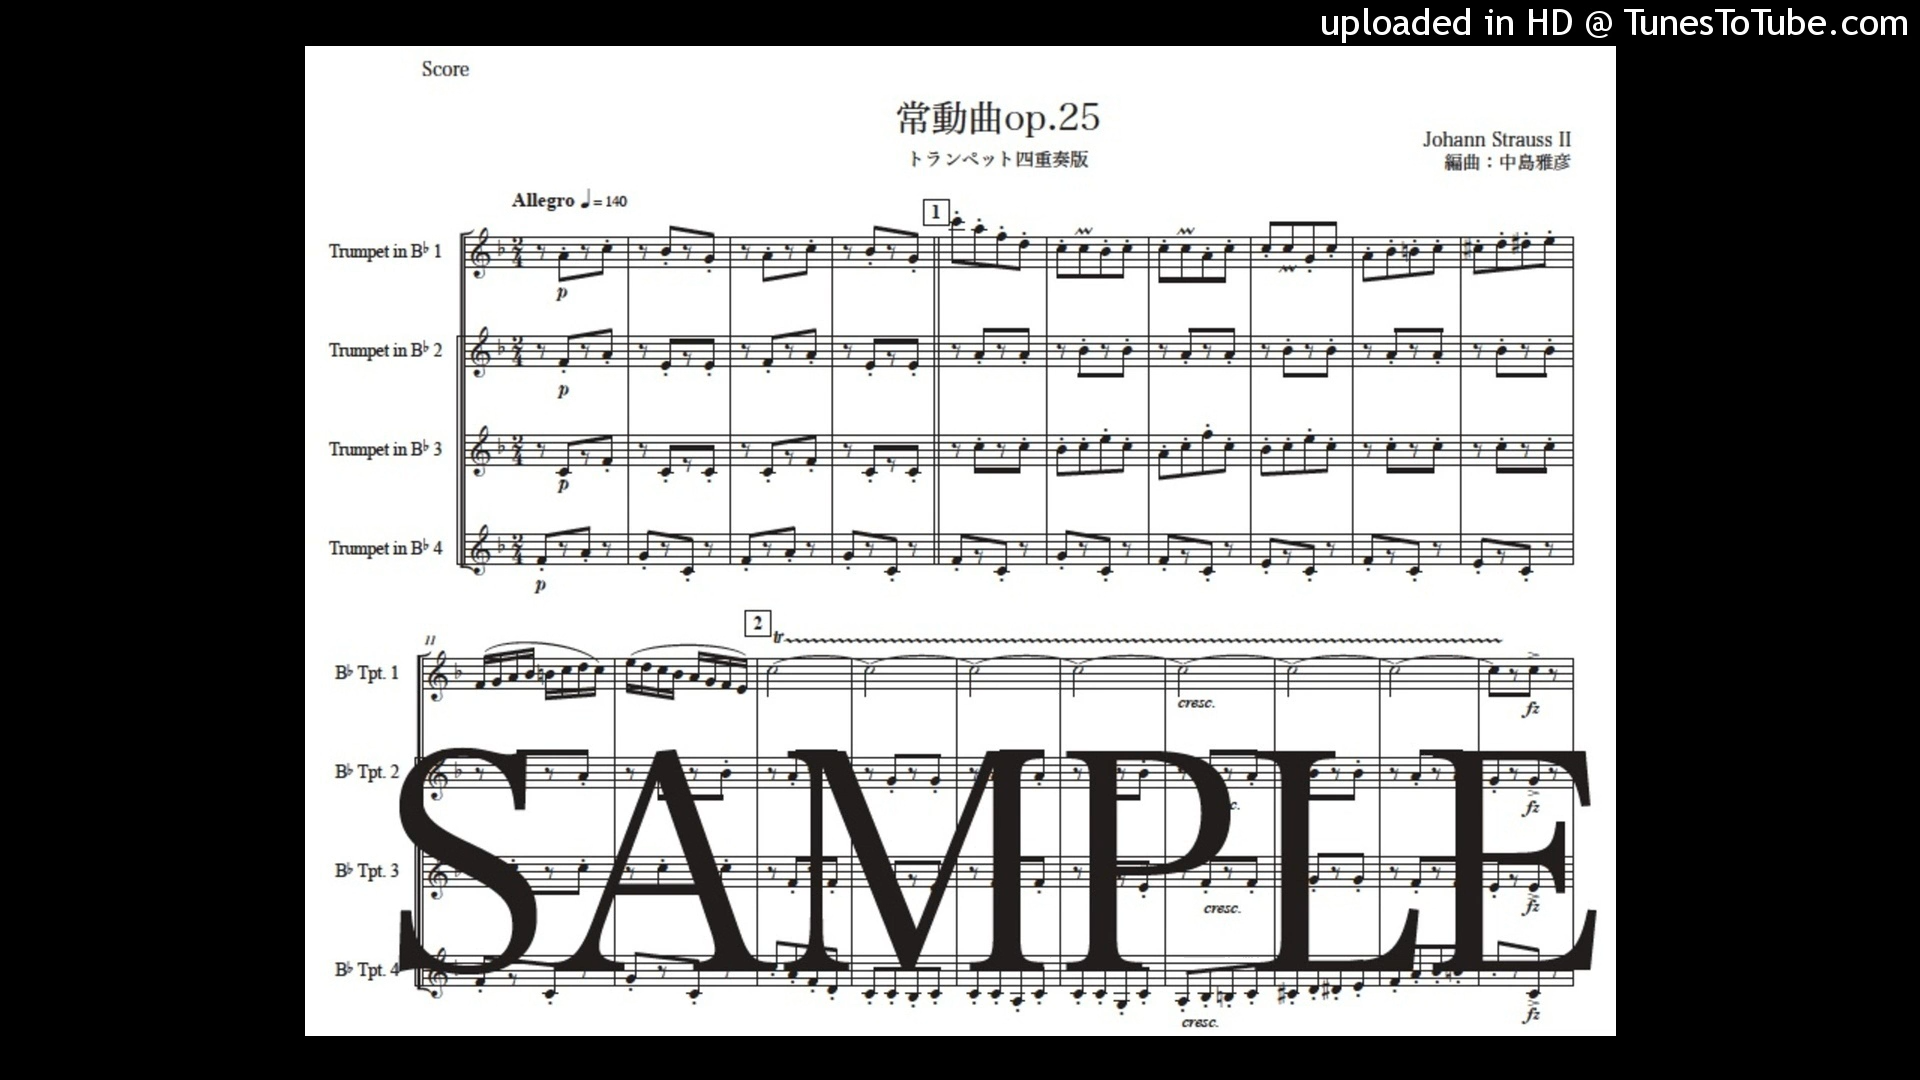 uploaded in HD @ TunesToTube.com
Score
常動曲op.25
トランペット四重奏版
Johann Strauss II
編曲：中島雅彦
Allegro ♩= 140
1
Trumpet in B♭ 1
p
Trumpet in B♭ 2
p
Trumpet in B♭ 3
p
Trumpet in B♭ 4
p
11
2
tr
B♭ Tpt. 1
cresc.
fz
B♭ Tpt. 2
fz
B♭ Tpt. 3
cresc.
fz
B♭ Tpt. 4
cresc.
fz
SAMPLE